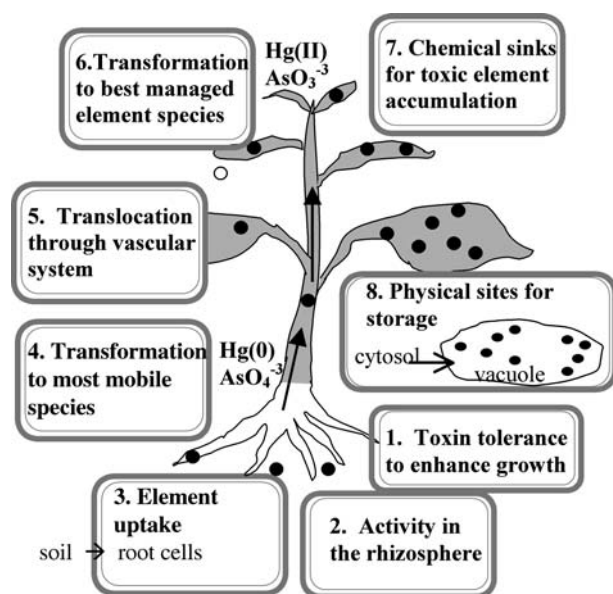 6.Transformation
to best managed
element species
Hg(II)
AsO₃⁻³
7. Chemical sinks
for toxic element
accumulation
5. Translocation
through vascular
system
8. Physical sites for
storage
cytosol
vacuole
4. Transformation
to most mobile
species
Hg(0)
AsO₄⁻³
1. Toxin tolerance
to enhance growth
3. Element
uptake
soil → root cells
2. Activity in
the rhizosphere